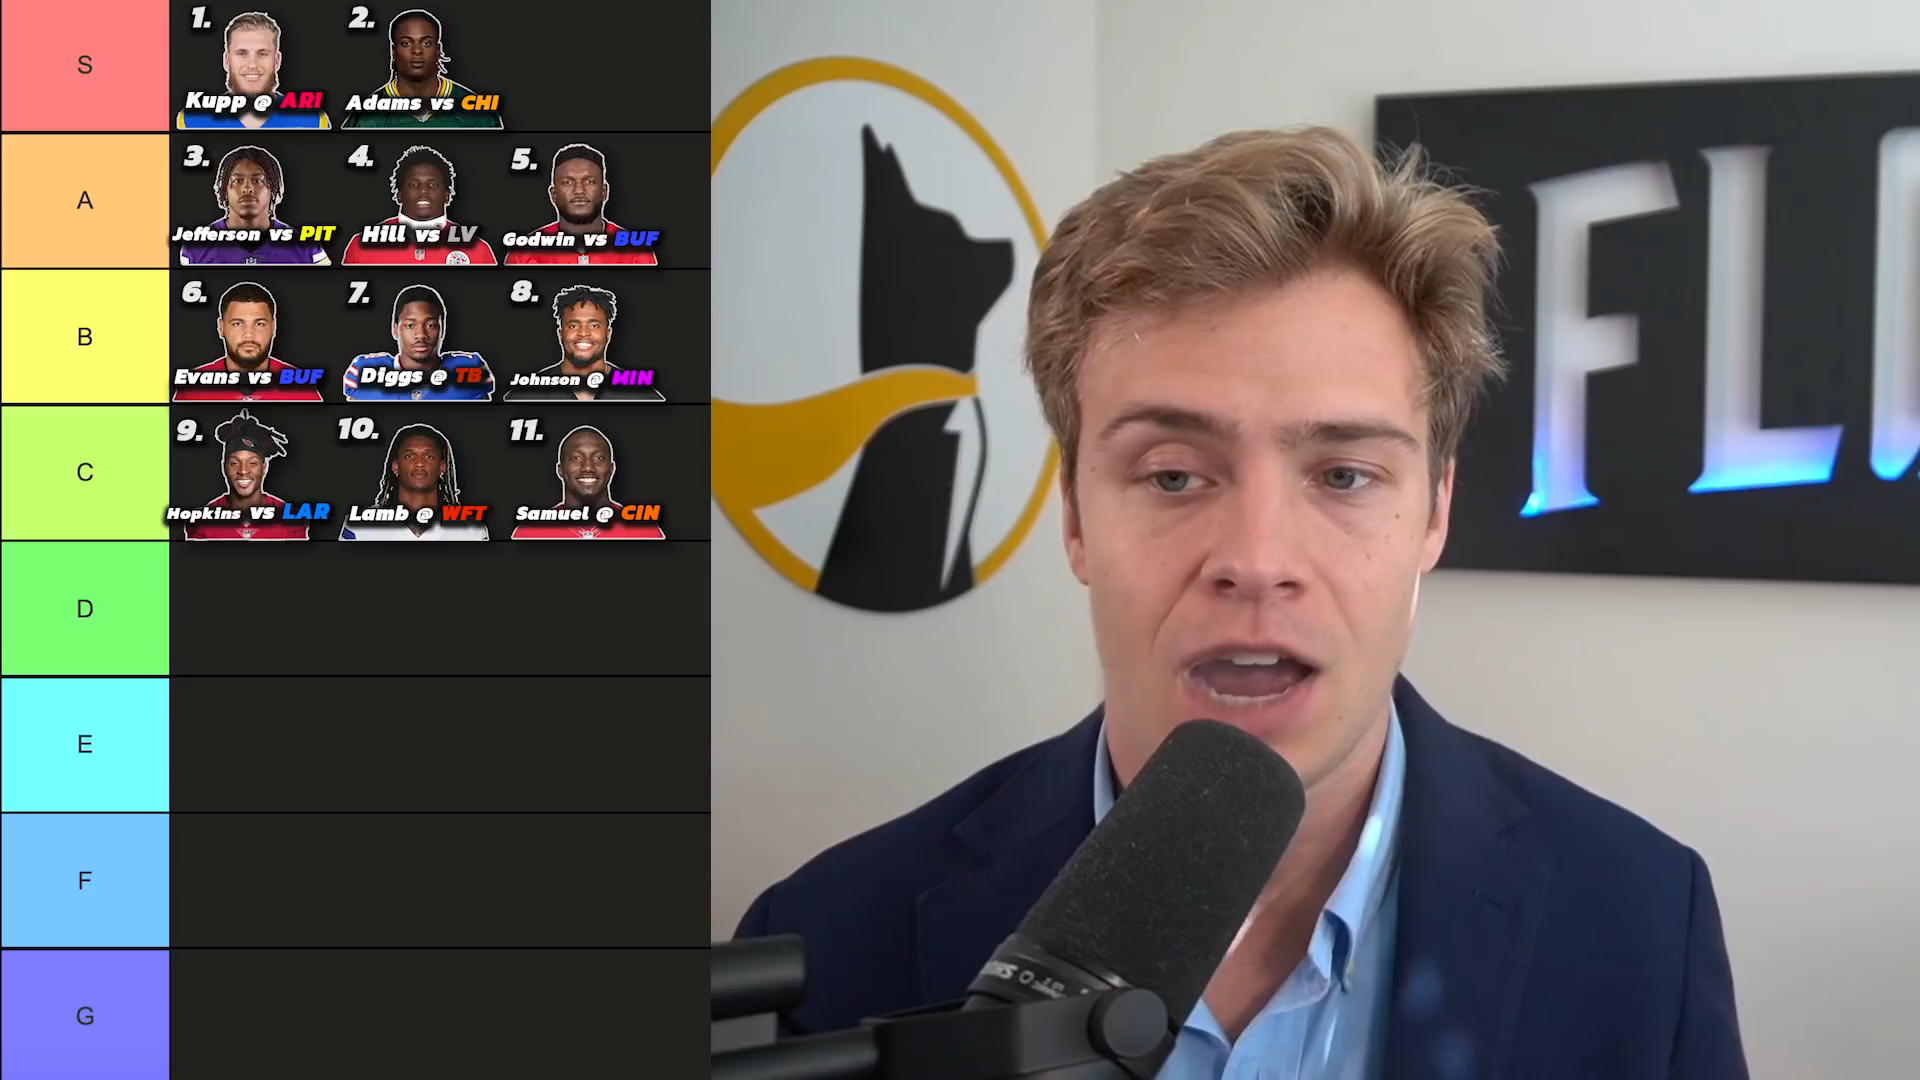 S
1.
2.
Kupp @ ARI
Adams vs CHI
A
3.
4.
5.
Jefferson vs PIT
Hill vs LV
Godwin vs BUF
B
6.
7.
8.
Evans vs BUF
Diggs @ TB
Johnson @ MIN
C
9.
10.
11.
Hopkins vs LAR
Lamb @ WFT
Samuel @ CIN
D
E
F
G
FL